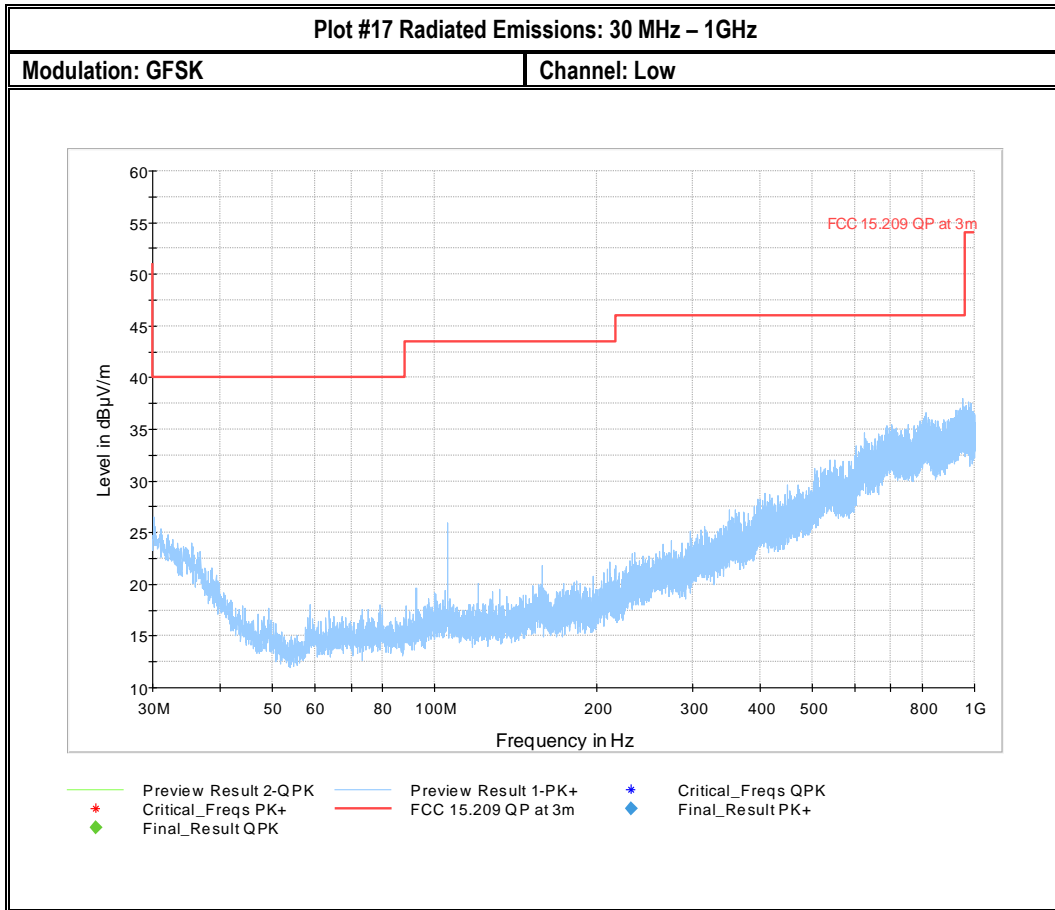 Plot #17 Radiated Emissions: 30 MHz – 1GHz
Modulation: GFSK
Channel: Low
60
55
50
45
40
35
30
25
20
15
10
Level in dBµV/m
FCC 15.209 QP at 3m
30M 50 60 80 100M 200 300 400 500 800 1G
Frequency in Hz
Preview Result 2-QPK Preview Result 1-PK+ Critical_Freqs QPK
Critical_Freqs PK+ FCC 15.209 QP at 3m Final_Result PK+
Final_Result QPK